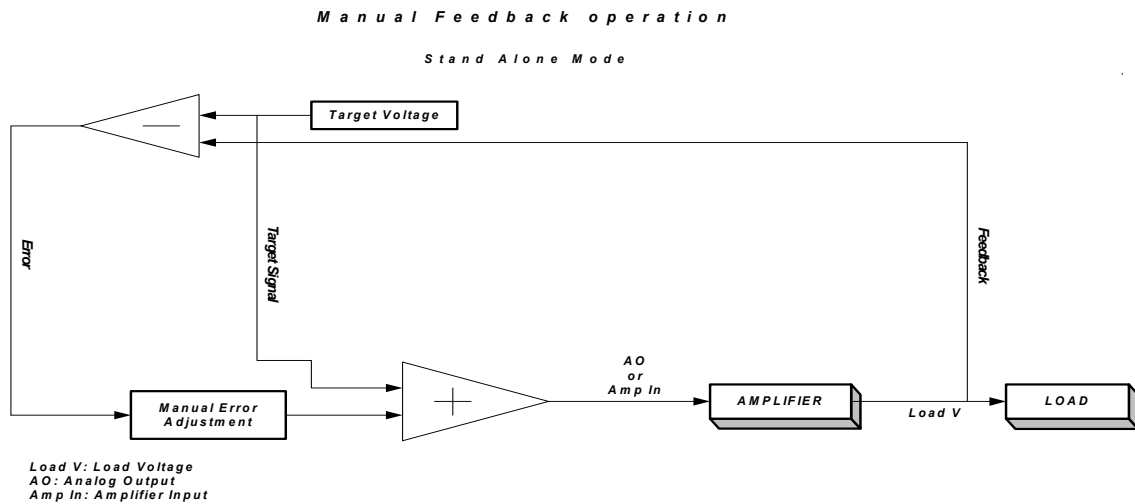 Manual Feedback operation
Stand Alone Mode
Target Voltage
Error
Target Signal
Feedback
AO
or
Amp In
Manual Error
Adjustment
AMPLIFIER
Load V
LOAD
Load V: Load Voltage
AO: Analog Output
Amp In: Amplifier Input